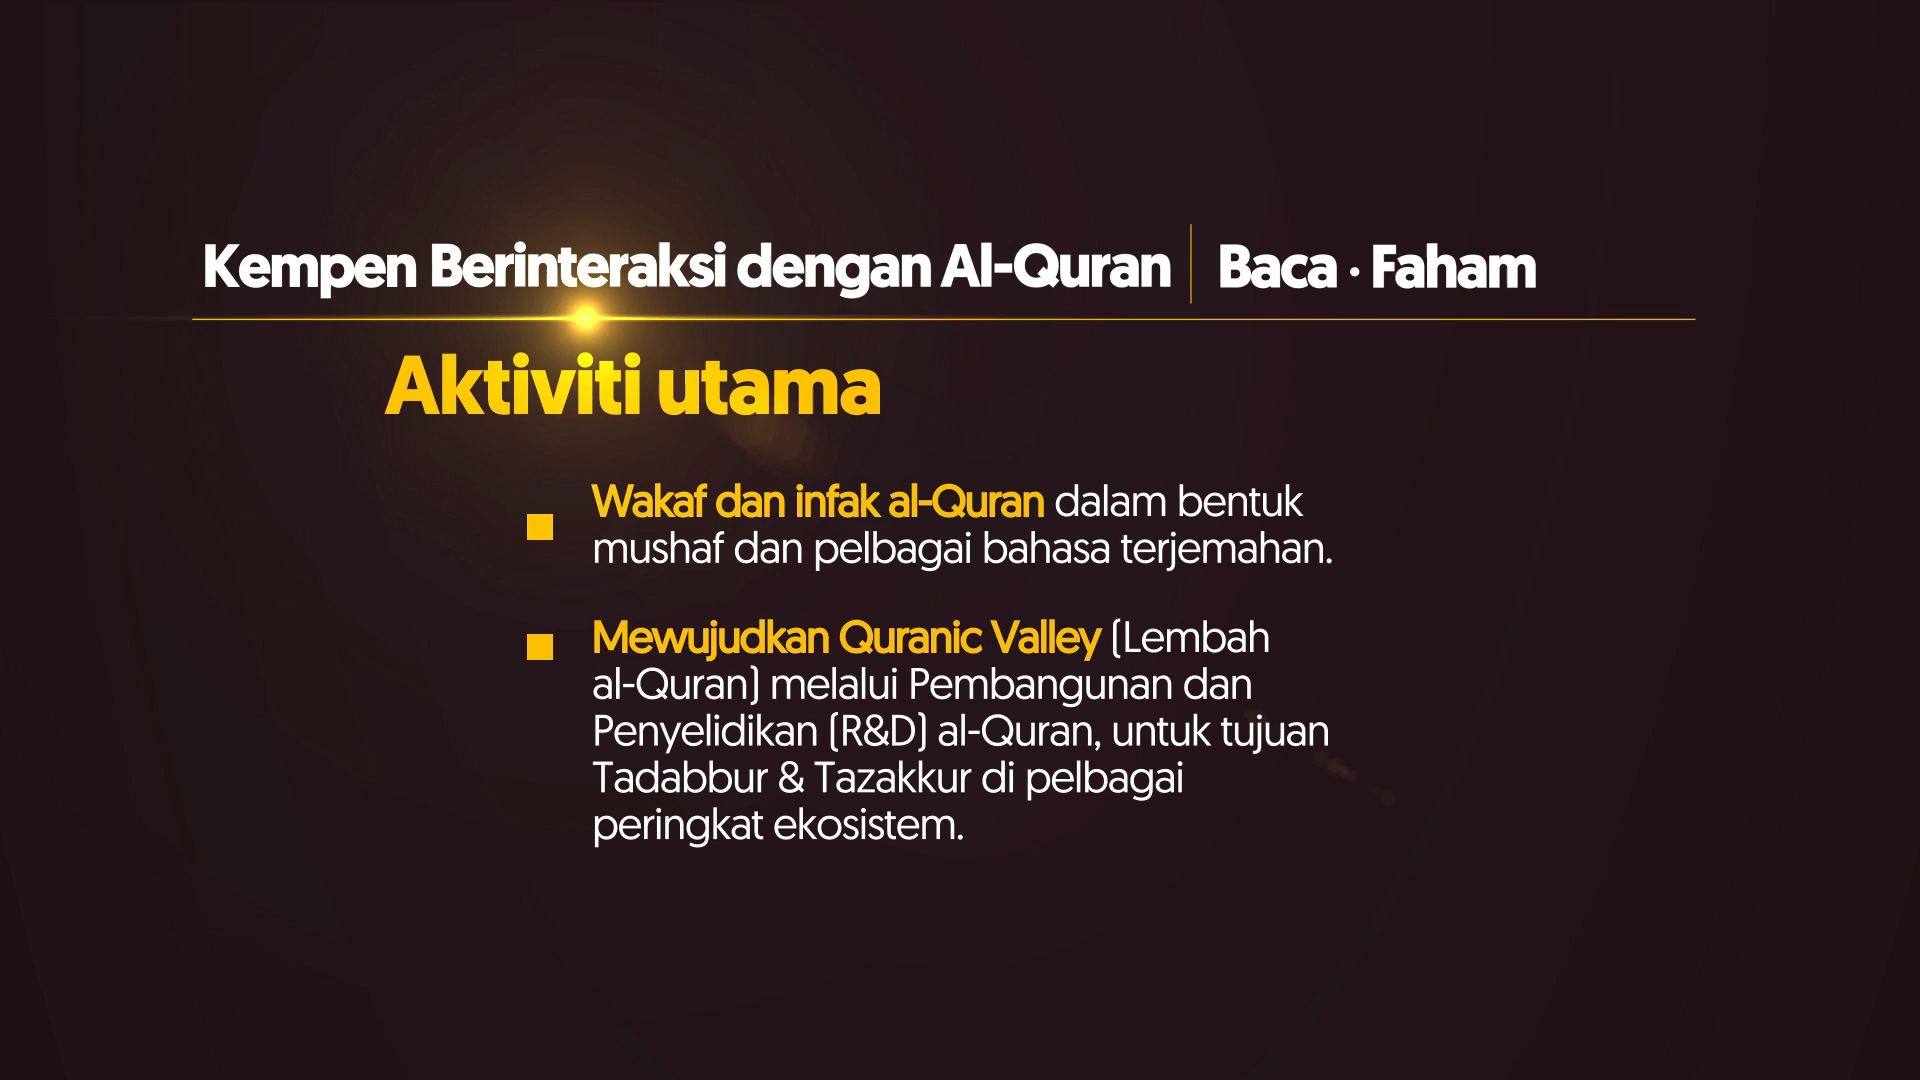 Kempen Berinteraksi dengan Al-Quran | Baca · Faham
Aktiviti utama
Wakaf dan infak al-Quran dalam bentuk
mushaf dan pelbagai bahasa terjemahan.
Mewujudkan Quranic Valley (Lembah
al-Quran) melalui Pembangunan dan
Penyelidikan (R&D) al-Quran, untuk tujuan
Tadabbur & Tazakkur di pelbagai
peringkat ekosistem.